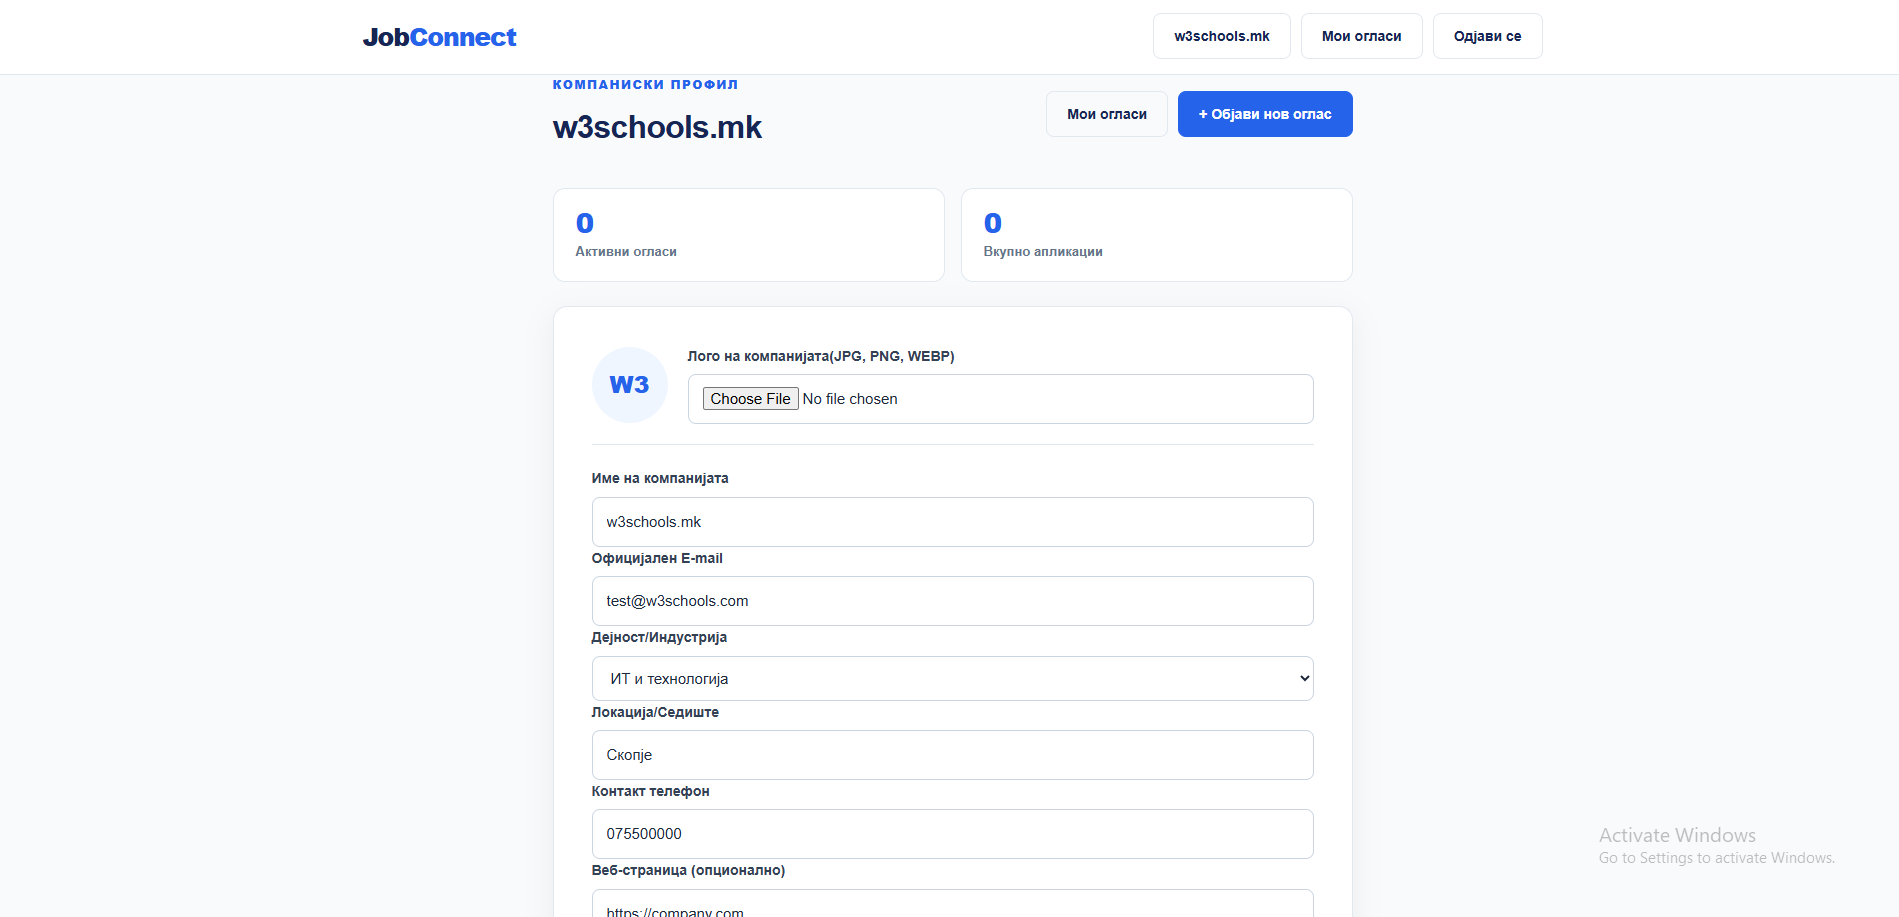 JobConnect
w3schools.mk
Мои огласи
Одјави се
КОМПАНИСКИ ПРОФИЛ
w3schools.mk
Мои огласи
+ Објави нов оглас
0
Активни огласи
0
Вкупно апликации
W3
Лого на компанијата(JPG, PNG, WEBP)
Choose File No file chosen
Име на компанијата
w3schools.mk
Официјален E-mail
test@w3schools.com
Дејност/Индустрија
ИТ и технологија
Локација/Седиште
Скопје
Контакт телефон
075500000
Веб-страница (опционално)
https://company.com
Activate Windows
Go to Settings to activate Windows.